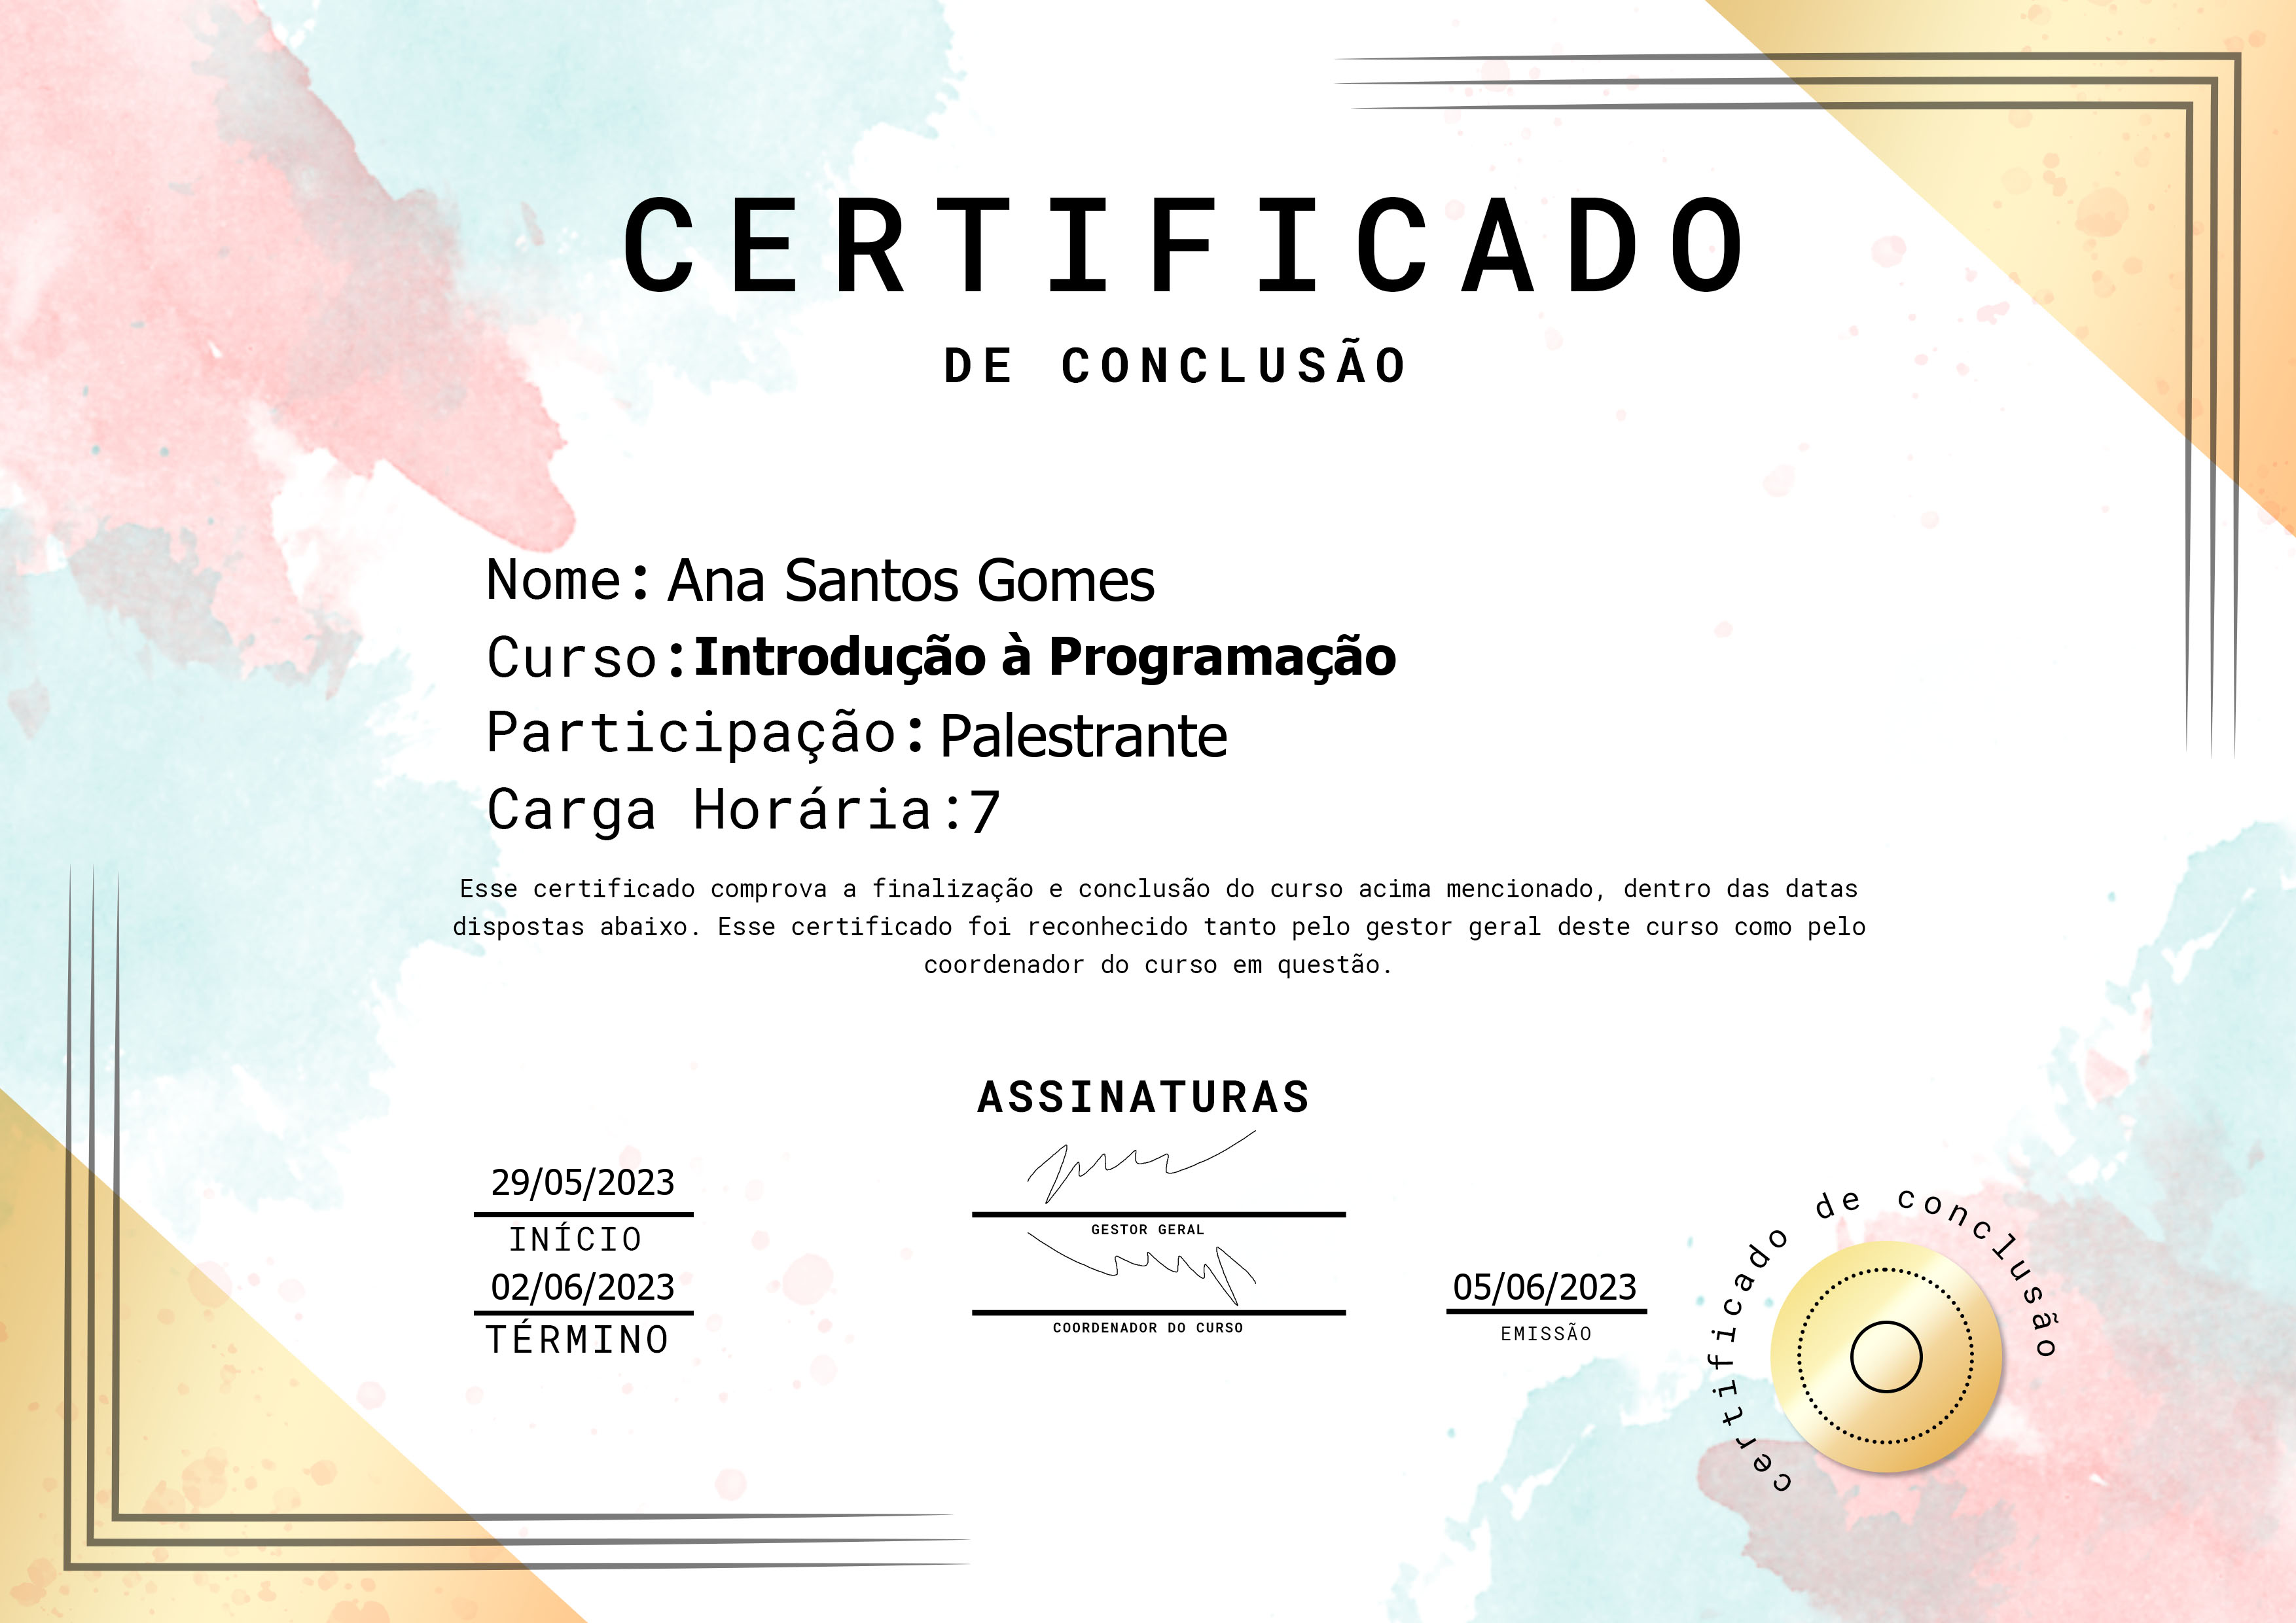 CERTIFICADO
DE CONCLUSÃO
Nome: Ana Santos Gomes
Curso:Introdução à Programação
Participação: Palestrante
Carga Horária:7
Esse certificado comprova a finalização e conclusão do curso acima mencionado, dentro das datas
dispostas abaixo. Esse certificado foi reconhecido tanto pelo gestor geral deste curso como pelo
coordenador do curso em questão.
ASSINATURAS
29/05/2023
INÍCIO
GESTOR GERAL
02/06/2023
TÉRMINO
COORDENADOR DO CURSO
05/06/2023
EMISSÃO
certificado de conclusão